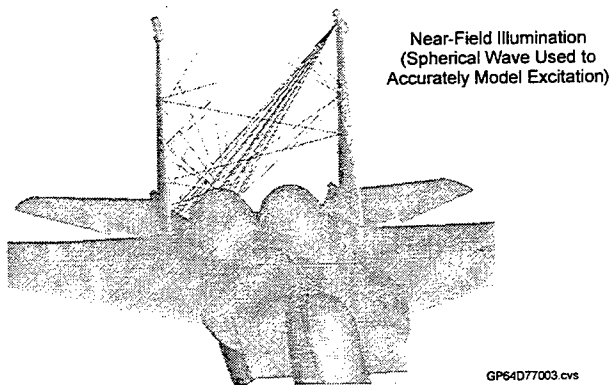 Near-Field Illumination
(Spherical Wave Used to
Accurately Model Excitation)
GP64D77003.cvs